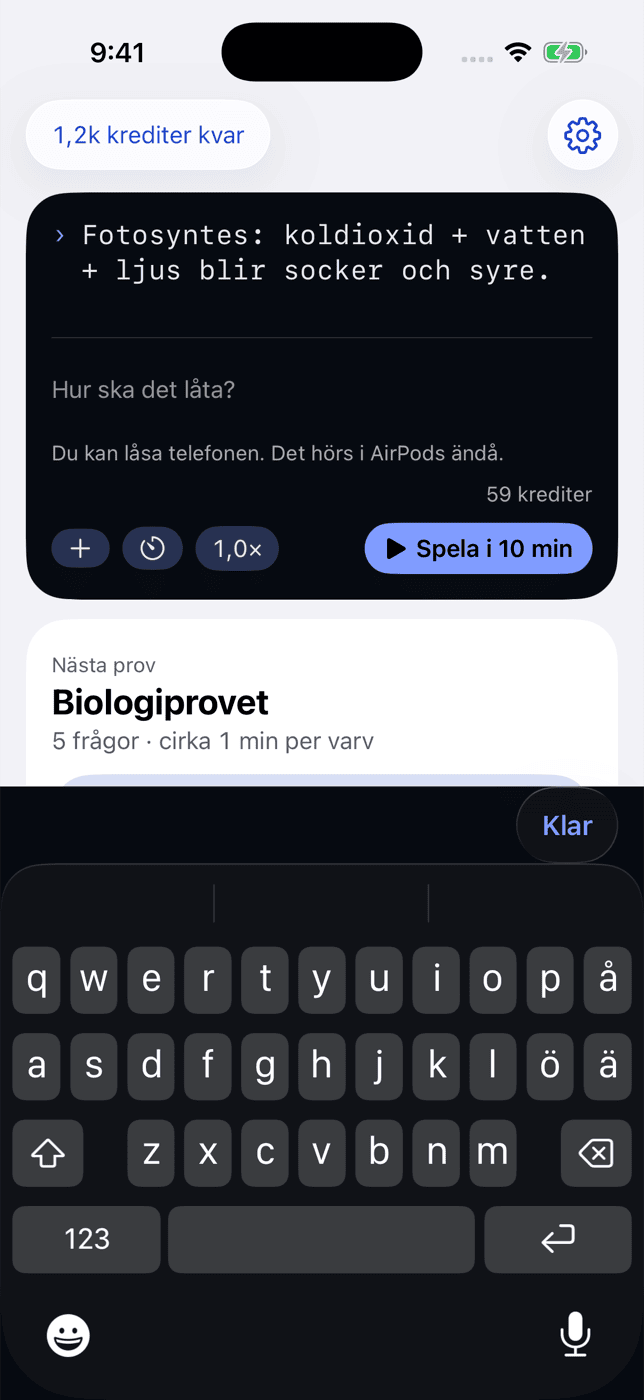 9:41
1,2k krediter kvar
› Fotosyntes: koldioxid + vatten
+ ljus blir socker och syre.
Hur ska det låta?
Du kan låsa telefonen. Det hörs i AirPods ändå.
59 krediter
1,0×
Spela i 10 min
Nästa prov
Biologiprovet
5 frågor · cirka 1 min per varv
Klar
q w e r t y u i o p å
a s d f g h j k l ö ä
z x c v b n m
123